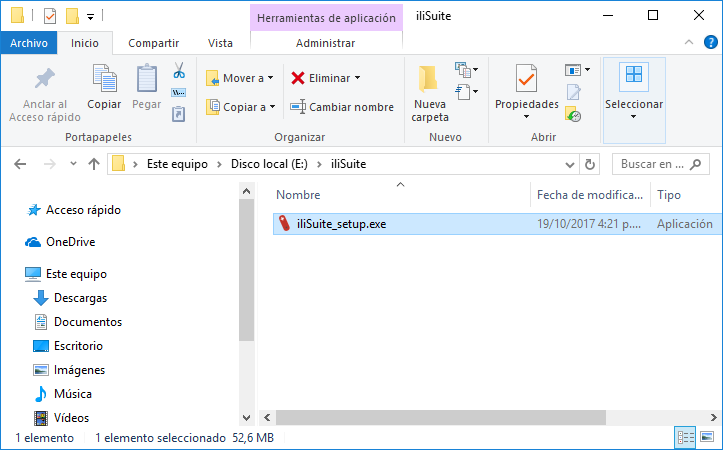 Herramientas de aplicación
iliSuite
Archivo
Inicio
Compartir
Vista
Administrar
Anclar al
Acceso rápido
Copiar
Pegar
Mover a
Copiar a
Eliminar
Cambiar nombre
Nueva
carpeta
Propiedades
Seleccionar
Portapapeles
Organizar
Nuevo
Abrir
Este equipo
Disco local (E:)
iliSuite
Buscar en ...
Nombre
Fecha de modifica...
Tipo
iliSuite_setup.exe
19/10/2017 4:21 p....
Aplicación
Acceso rápido
OneDrive
Este equipo
Descargas
Documentos
Escritorio
Imágenes
Música
Vídeos
1 elemento
1 elemento seleccionado 52,6 MB